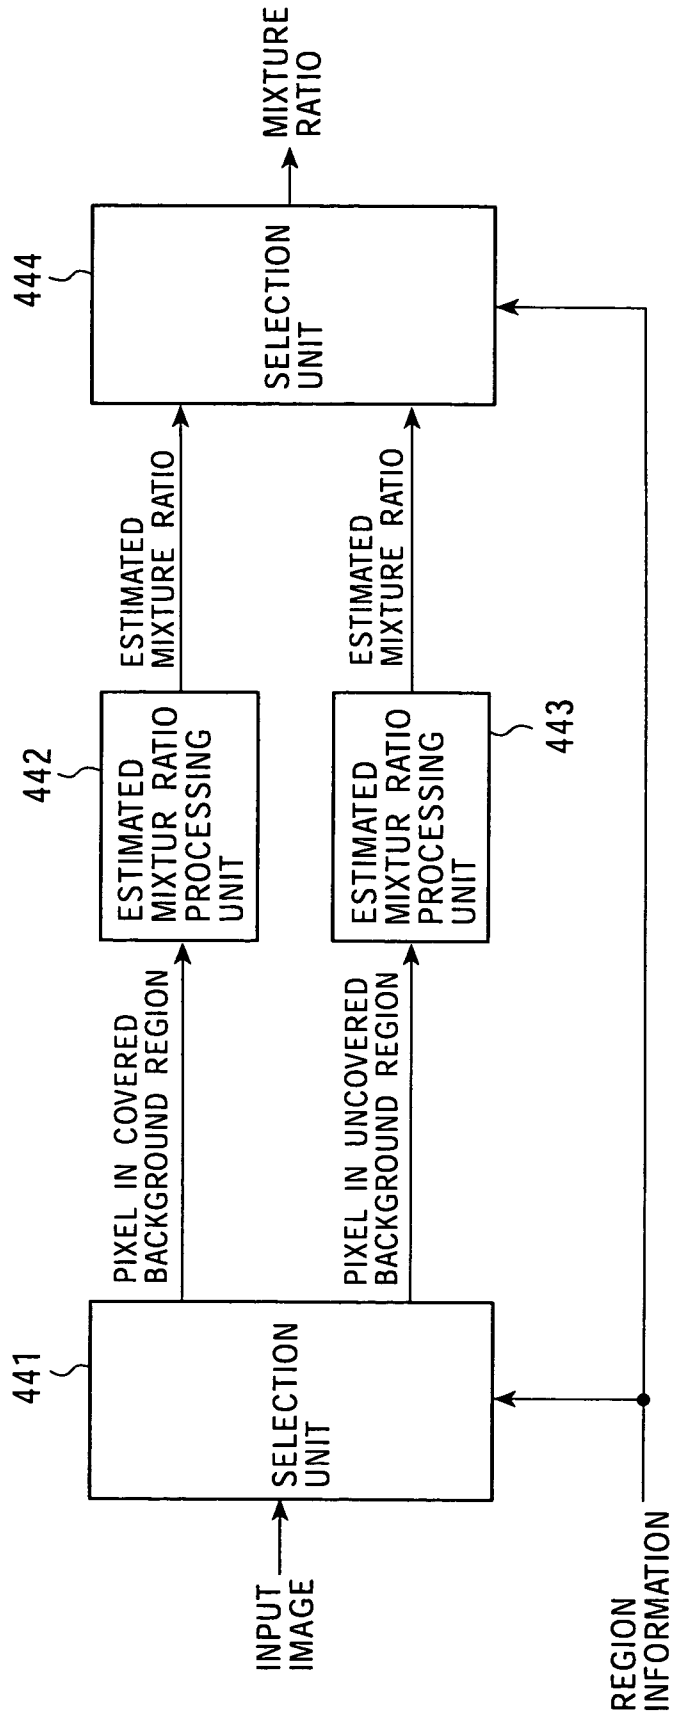 INPUT
IMAGE
441
SELECTION
UNIT
PIXEL IN COVERED
BACKGROUND REGION
PIXEL IN UNCOVERED
BACKGROUND REGION
442
ESTIMATED
MIXTUR RATIO
PROCESSING
UNIT
ESTIMATED
MIXTUR RATIO
PROCESSING
UNIT
443
ESTIMATED
MIXTURE RATIO
ESTIMATED
MIXTURE RATIO
444
SELECTION
UNIT
MIXTURE
RATIO
REGION
INFORMATION